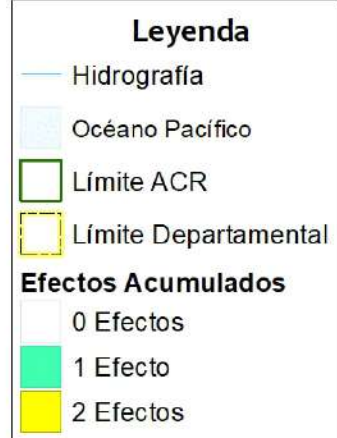 Leyenda
Hidrografía
Océano Pacífico
Límite ACR
Límite Departamental
Efectos Acumulados
0 Efectos
1 Efecto
2 Efectos